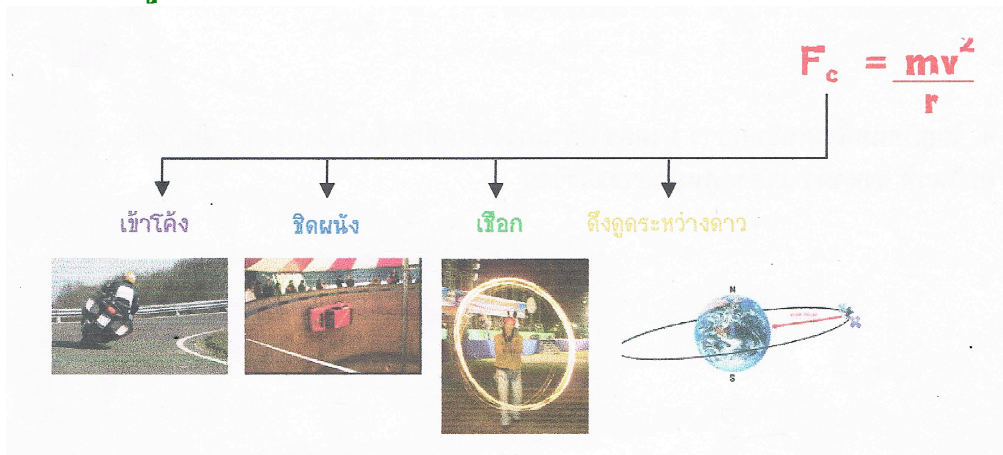 F_c = mv²/r
เข้าโค้ง ชิดผนัง เชือก ดึงดูดระหว่างดาว
N
S